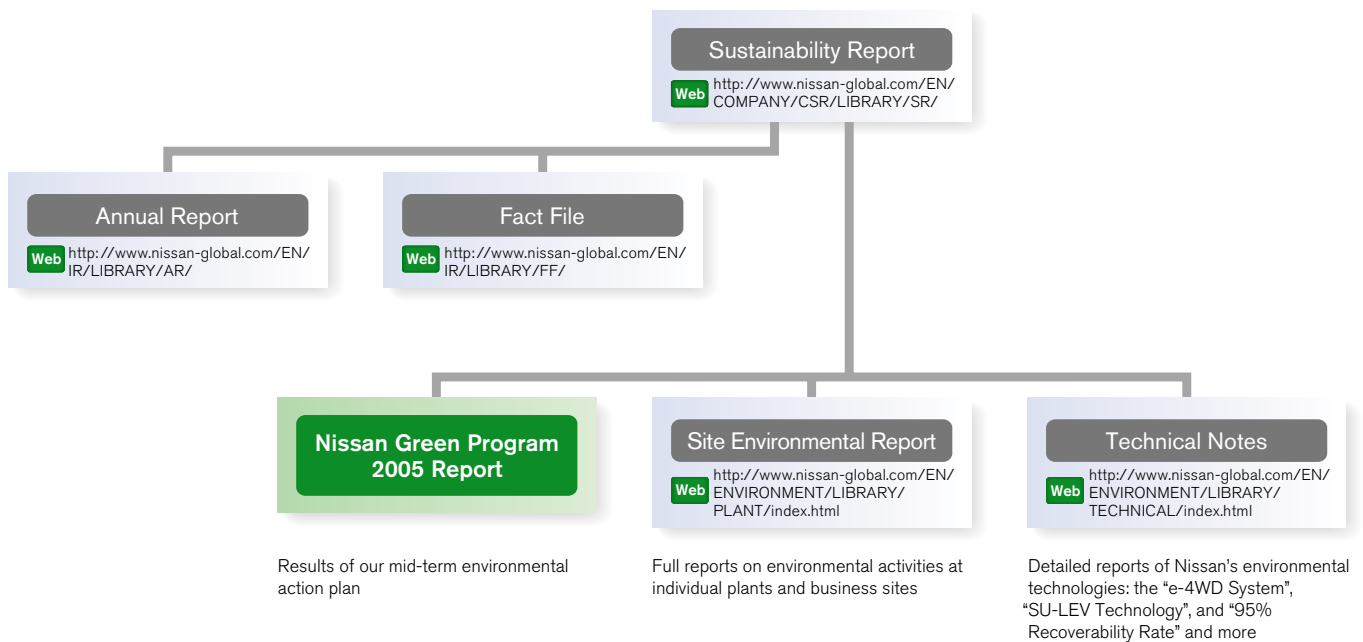 Sustainability Report
Web
http://www.nissan-global.com/EN/
COMPANY/CSR/LIBRARY/SR/
Annual Report
Web
http://www.nissan-global.com/EN/
IR/LIBRARY/AR/
Fact File
Web
http://www.nissan-global.com/EN/
IR/LIBRARY/FF/
Nissan Green Program
2005 Report
Results of our mid-term environmental
action plan
Site Environmental Report
Web
http://www.nissan-global.com/EN/
ENVIRONMENT/LIBRARY/
PLANT/index.html
Full reports on environmental activities at
individual plants and business sites
Technical Notes
Web
http://www.nissan-global.com/EN/
ENVIRONMENT/LIBRARY/
TECHNICAL/index.html
Detailed reports of Nissan’s environmental
technologies: the “e-4WD System”,
“SU-LEV Technology”, and “95%
Recoverability Rate” and more